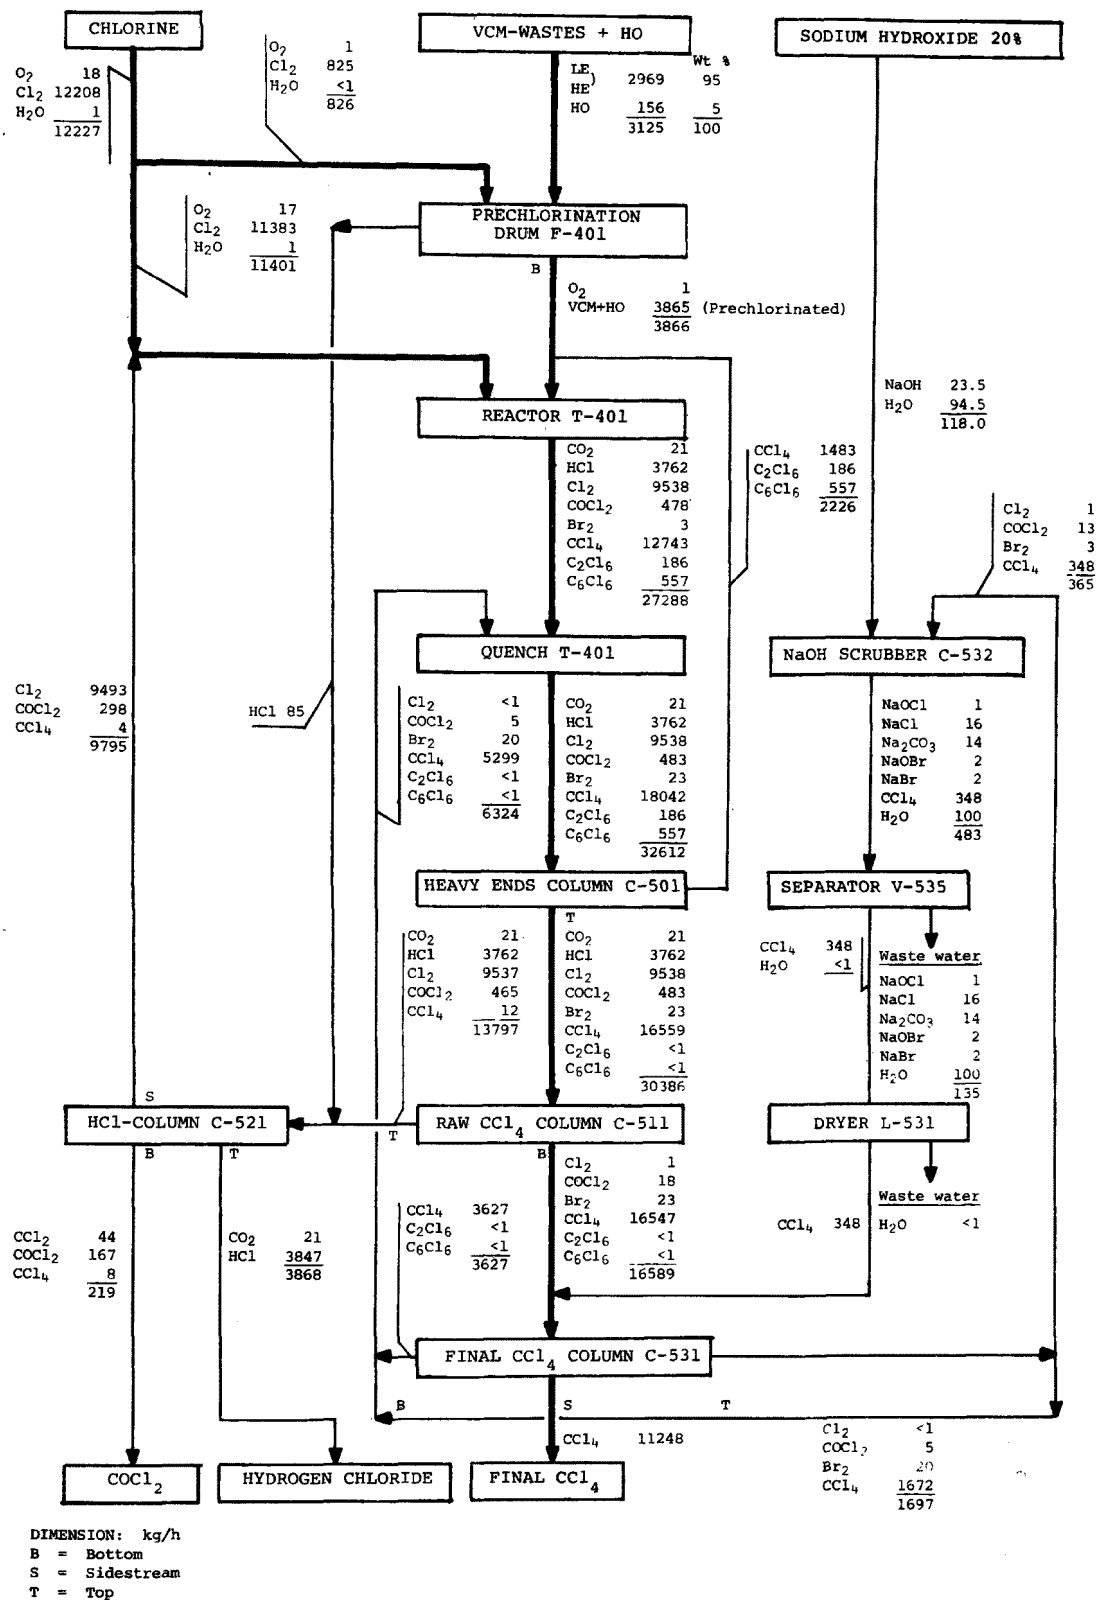 CHLORINE
VCM-WASTES + HO
SODIUM HYDROXIDE 20%
O2 18
Cl2 12208
H2O 1
12227
O2 1
Cl2 825
H2O <1
826
Wt %
LE)
HE 2969 95
HO 156 5
3125 100
O2 17
Cl2 11383
H2O 1
11401
PRECHLORINATION
DRUM F-401
B
O2 1
VCM+HO 3865 (Prechlorinated)
3866
NaOH 23.5
H2O 94.5
118.0
REACTOR T-401
CO2 21
HCl 3762
Cl2 9538
COCl2 478
Br2 3
CCl4 12743
C2Cl6 186
C6Cl6 557
27288
CCl4 1483
C2Cl6 186
C6Cl6 557
2226
Cl2 1
COCl2 13
Br2 3
CCl4 348
365
QUENCH T-401
NaOH SCRUBBER C-532
Cl2 9493
COCl2 298
CCl4 4
9795
HCl 85
Cl2 <1
COCl2 5
Br2 20
CCl4 5299
C2Cl6 <1
C6Cl6 <1
6324
CO2 21
HCl 3762
Cl2 9538
COCl2 483
Br2 23
CCl4 18042
C2Cl6 186
C6Cl6 557
32612
NaOCl 1
NaCl 16
Na2CO3 14
NaOBr 2
NaBr 2
CCl4 348
H2O 100
483
HEAVY ENDS COLUMN C-501
T
SEPARATOR V-535
CO2 21
HCl 3762
Cl2 9537
COCl2 465
CCl4 12
13797
CO2 21
HCl 3762
Cl2 9538
COCl2 483
Br2 23
CCl4 16559
C2Cl6 <1
C6Cl6 <1
30386
CCl4 348
H2O <1
Waste water
NaOCl 1
NaCl 16
Na2CO3 14
NaOBr 2
NaBr 2
H2O 100
135
S
HCl-COLUMN C-521
B T
T
RAW CCl4 COLUMN C-511
B
DRYER L-531
CCl2 44
COCl2 167
CCl4 8
219
CO2 21
HCl 3847
3868
CCl4 3627
C2Cl6 <1
C6Cl6 <1
3627
Cl2 1
COCl2 18
Br2 23
CCl4 16547
C2Cl6 <1
C6Cl6 <1
16589
CCl4 348
Waste water
H2O <1
FINAL CCl4 COLUMN C-531
B S T
CCl4 11248
Cl2 <1
COCl2 5
Br2 20
CCl4 1672
1697
COCl2
HYDROGEN CHLORIDE
FINAL CCl4
DIMENSION: kg/h
B = Bottom
S = Sidestream
T = Top